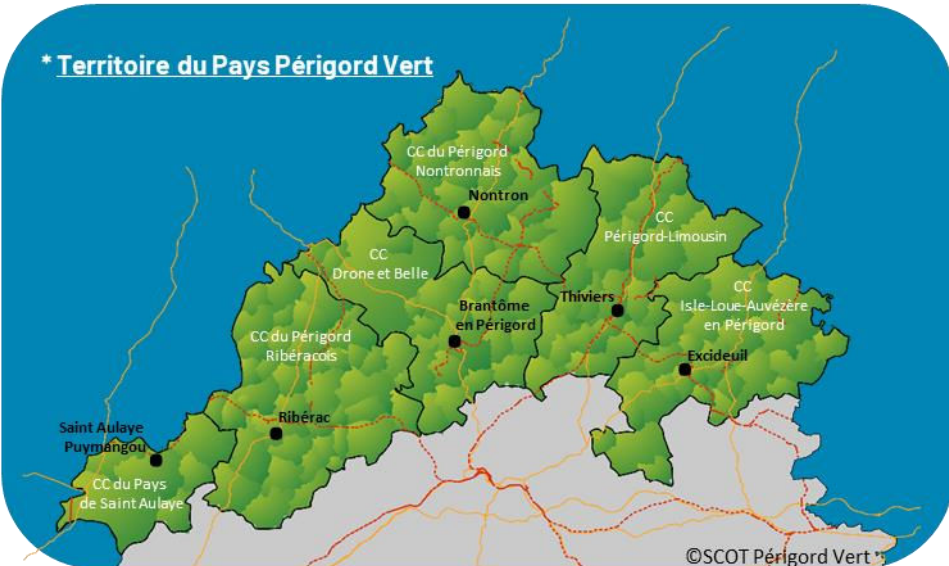 * Territoire du Pays Périgord Vert
CC du Périgord
Nontronnais
Nontron
CC
Périgord-Limousin
CC
Drone et Belle
CC
Isle-Loue-Auvézère
en Périgord
Thiviers
Brantôme
en Périgord
CC du Périgord
Ribéracois
Excideuil
Ribérac
Saint Aulaye
Puymangou
CC du Pays
de Saint Aulaye
©SCOT Périgord Vert